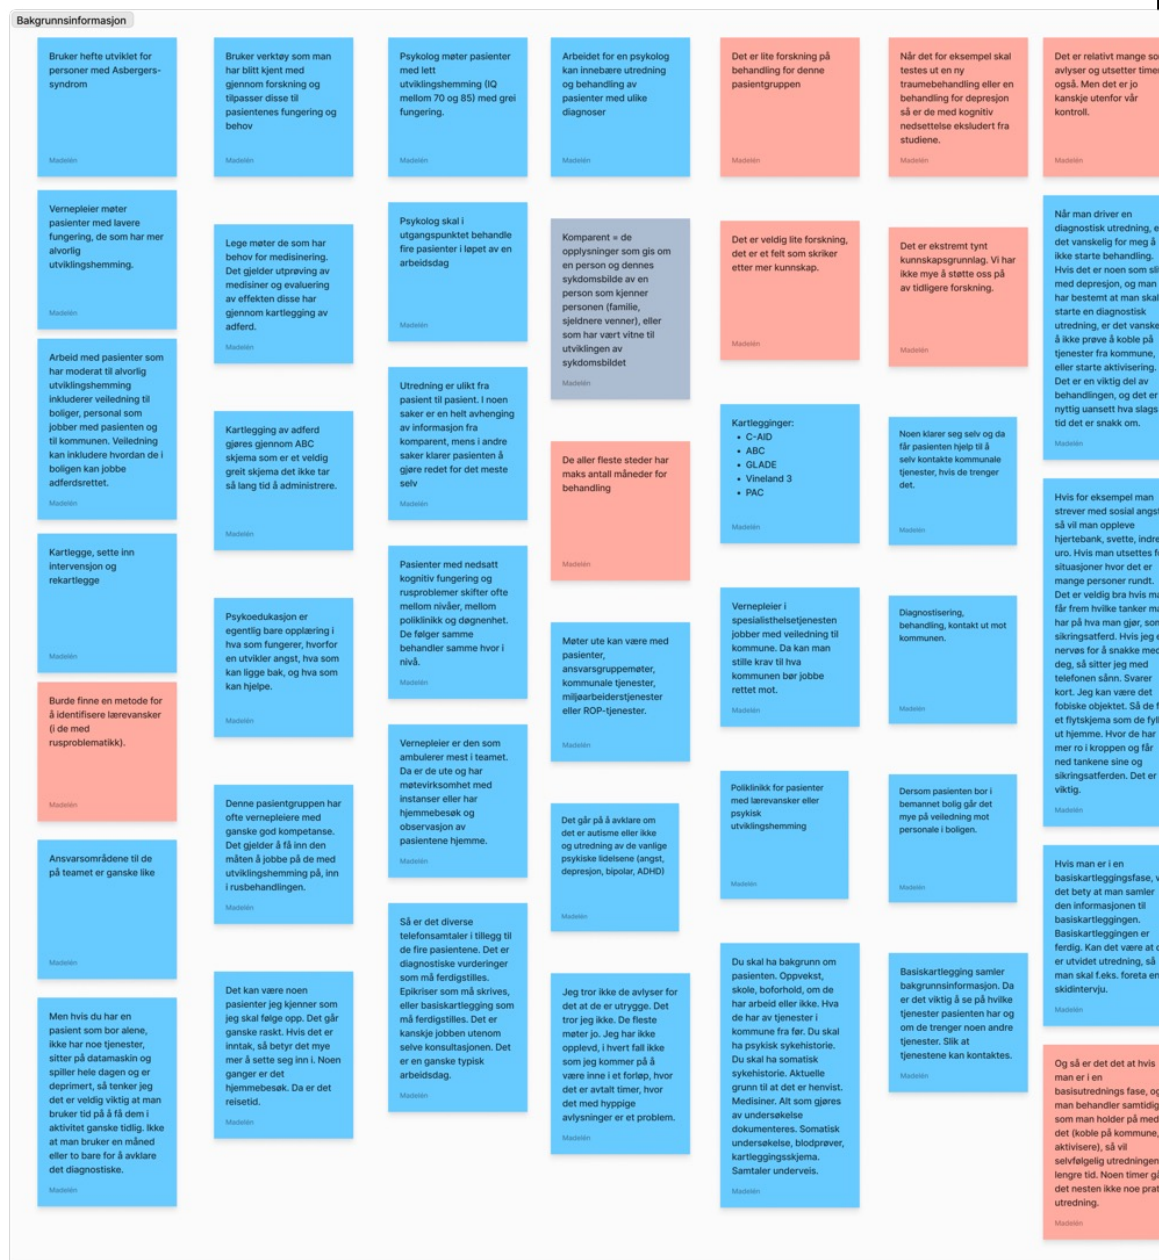 Bakgrunnsinformasjon
Bruker hefte utviklet for
personer med Asbergers-
syndrom
Madelén
Vernepleier møter
pasienter med lavere
fungering, de som har mer
alvorlig
utviklingshemming.
Madelén
Arbeid med pasienter som
har moderat til alvorlig
utviklingshemming
inkluderer veiledning til
boliger, personal som
jobber med pasienten og
til kommunen. Veiledning
kan inkludere hvordan de i
boligen kan jobbe
adferdsrettet.
Madelén
Kartlegge, sette inn
intervensjon og
rekartlegge
Madelén
Burde finne en metode for
å identifisere lærevansker
(i de med
rusproblematikk).
Madelén
Ansvarsområdene til de
på teamet er ganske like
Madelén
Men hvis du har en
pasient som bor alene,
ikke har noe tjenester,
sitter på datamaskin og
spiller hele dagen og er
deprimert, så tenker jeg
det er veldig viktig at man
bruker tid på å få dem i
aktivitet ganske tidlig. Ikke
at man bruker en måned
eller to bare for å avklare
det diagnostiske.
Madelén
Bruker verktøy som man
har blitt kjent med
gjennom forskning og
tilpasser disse til
pasientenes fungering og
behov
Madelén
Lege møter de som har
behov for medisinering.
Det gjelder utprøving av
medisiner og evaluering
av effekten disse har
gjennom kartlegging av
adferd.
Madelén
Kartlegging av adferd
gjøres gjennom ABC
skjema som er et veldig
greit skjema det ikke tar
så lang tid å administrere.
Madelén
Psykoedukasjon er
egentlig bare opplæring i
hva som fungerer, hvorfor
en utvikler angst, hva som
kan ligge bak, og hva som
kan hjelpe.
Madelén
Denne pasientgruppen har
ofte vernepleiere med
ganske god kompetanse.
Det gjelder å få inn den
måten å jobbe på de med
utviklingshemming på, inn
i rusbehandlingen.
Madelén
Det kan være noen
pasienter jeg kjenner som
jeg skal følge opp. Det går
ganske raskt. Hvis det er
inntak, så betyr det mye
mer å sette seg inn i. Noen
ganger er det
hjemmebesøk. Da er det
reisetid.
Madelén
Psykolog møter pasienter
med lett
utviklingshemming (IQ
mellom 70 og 85) med grei
fungering.
Madelén
Psykolog skal i
utgangspunktet behandle
fire pasienter i løpet av en
arbeidsdag
Madelén
Utredning er ulikt fra
pasient til pasient. I noen
saker er en helt avhenging
av informasjon fra
komparent, mens i andre
saker klarer pasienten å
gjøre redet for det meste
selv
Madelén
Pasienter med nedsatt
kognitiv fungering og
rusproblemer skifter ofte
mellom nivåer, mellom
poliklinikk og døgnenhet.
De følger samme
behandler samme hvor i
nivå.
Madelén
Vernepleier er den som
ambulerer mest i teamet.
Da er de ute og har
møtevirksomhet med
instanser eller har
hjemmebesøk og
observasjon av
pasientene hjemme.
Madelén
Så er det diverse
telefonsamtaler i tillegg til
de fire pasientene. Det er
diagnostiske vurderinger
som må ferdigstilles.
Epikriser som må skrives,
eller basiskartlegging som
må ferdigstilles. Det er
kanskje jobben utenom
selve konsultasjonen. Det
er en ganske typisk
arbeidsdag.
Madelén
Arbeidet for en psykolog
kan innebære utredning
og behandling av
pasienter med ulike
diagnoser
Madelén
Komparent = de
opplysninger som gis om
en person og dennes
sykdomsbilde av en
person som kjenner
personen (familie,
sjeldnere venner), eller
som har vært vitne til
utviklingen av
sykdomsbildet
Madelén
De aller fleste steder har
maks antall måneder for
behandling
Madelén
Møter ute kan være med
pasienter,
ansvarsgruppemøter,
kommunale tjenester,
miljøarbeiderstjenester
eller ROP-tjenester.
Madelén
Det går på å avklare om
det er autisme eller ikke
og utredning av de vanlige
psykiske lidelsene (angst,
depresjon, bipolar, ADHD)
Madelén
Jeg tror ikke de avlyser for
det at de er utrygge. Det
tror jeg ikke. De fleste
møter jo. Jeg har ikke
opplevd, i hvert fall ikke
som jeg kommer på å
være inne i et forløp, hvor
det er avtalt timer, hvor
det med hyppige
avlysninger er et problem.
Madelén
Det er lite forskning på
behandling for denne
pasientgruppen
Madelén
Det er veldig lite forskning,
det er et felt som skriker
etter mer kunnskap.
Madelén
Kartlegginger:
• C-AID
• ABC
• GLADE
• Vineland 3
• PAC
Madelén
Vernepleier i
spesialisthelsetjenesten
jobber med veiledning til
kommune. Da kan man
stille krav til hva
kommunen bør jobbe
rettet mot.
Madelén
Poliklinikk for pasienter
med lærevansker eller
psykisk
utviklingshemming
Madelén
Du skal ha bakgrunn om
pasienten. Oppvekst,
skole, boforhold, om de
har arbeid eller ikke. Hva
de har av tjenester i
kommune fra før. Du skal
ha psykisk sykehistorie.
Du skal ha somatisk
sykehistorie. Aktuelle
grunn til at det er henvist.
Medisiner. Alt som gjøres
av undersøkelse
dokumenteres. Somatisk
undersøkelse, blodprøver,
kartleggingsskjema.
Samtaler underveis.
Madelén
Når det for eksempel skal
testes ut en ny
traumebehandling eller en
behandling for depresjon
så er de med kognitiv
nedsettelse eksludert fra
studiene.
Madelén
Det er ekstremt tynt
kunnskapsgrunnlag. Vi har
ikke mye å støtte oss på
av tidligere forskning.
Madelén
Noen klarer seg selv og da
får pasienten hjelp til å
selv kontakte kommunale
tjenester, hvis de trenger
det.
Madelén
Diagnostisering,
behandling, kontakt ut mot
kommunen.
Madelén
Dersom pasienten bor i
bemannet bolig går det
mye på veiledning mot
personale i boligen.
Madelén
Basiskartlegging samler
bakgrunnsinformasjon. Da
er det viktig å se på hvilke
tjenester pasienten har og
om de trenger noen andre
tjenester. Slik at
tjenestene kan kontaktes.
Madelén
Det er relativt mange
avlyser og utsetter
også. Men det er jo
kanskje utenfor vår
kontroll.
Madelén
Når man driver en
diagnostisk utredning,
det vanskelig for meg å
ikke starte behandling.
Hvis det er noen som
med depresjon, og man
har bestemt at man skal
starte en diagnostisk
utredning, er det
å ikke prøve å koble på
tjenester fra kommune,
eller starte aktivisering.
Det er en viktig del av
behandlingen, og det er
nyttig uansett hva slags
tid det er snakk om.
Madelén
Hvis for eksempel man
strever med sosial
så vil man oppleve
hjertebank, svette,
uro. Hvis man utsettes
situasjoner hvor det er
mange personer rundt.
Det er veldig bra hvis
får frem hvilke tanker
har på hva man gjør,
sikringsatferd. Hvis jeg
nervøs for å snakke
deg, så sitter jeg med
telefonen sånn. Svarer
kort. Jeg kan være det
fobiske objektet. Så de
et flytskjema som de
ut hjemme. Hvor de har
mer ro i kroppen og får
ned tankene sine og
sikringsatferden. Det er
viktig.
Madelén
Hvis man er i en
basiskartleggingsfase,
det bety at man samler
den informasjonen til
basiskartleggingen.
Basiskartleggingen er
ferdig. Kan det være at
er utvidet utredning, så
man skal f.eks. foreta
skidintervju.
Madelén
Og så er det det at hvis
man er i en
basisutrednings fase,
man behandler samtidig
som man holder på
det (koble på kommune,
aktivisere), så vil
selvfølgelig utredningen
lengre tid. Noen timer
det nesten ikke noe
utredning.
Madelén